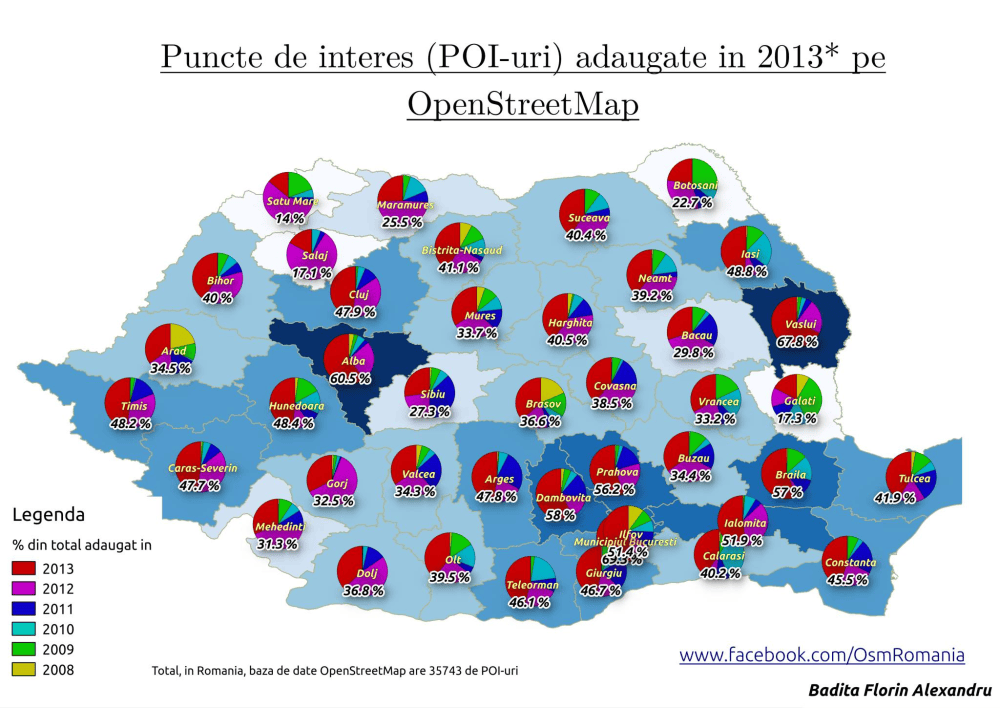 Puncte de interes (POI-uri) adaugate in 2013* pe
OpenStreetMap
Botosani
22.7 %
Satu Mare
14 %
Maramures
25.5 %
Suceava
40.4 %
Bistrita-Nasaud
41.1 %
Iasi
48.8 %
Salaj
17.1 %
Bihor
40 %
Neamt
39.2 %
Cluj
47.9 %
Mures
33.7 %
Harghita
40.5 %
Vaslui
67.8 %
Bacau
29.8 %
Arad
34.5 %
Alba
60.5 %
Sibiu
27.3 %
Covasna
38.5 %
Timis
48.2 %
Hunedoara
48.4 %
Brasov
36.6 %
Vrancea
33.2 %
Galati
17.3 %
Caras-Severin
47.7 %
Gorj
32.5 %
Valcea
34.3 %
Arges
47.8 %
Prahova
56.2 %
Buzau
34.4 %
Braila
57 %
Tulcea
41.9 %
Dambovita
58 %
Mehedinti
31.3 %
Ilfov
51.4 %
Municipiul Bucuresti
69.3 %
Ialomita
51.9 %
Calarasi
40.2 %
Constanta
45.5 %
Dolj
36.8 %
Olt
39.5 %
Teleorman
46.1 %
Giurgiu
46.7 %
Legenda
% din total adaugat in
2013
2012
2011
2010
2009
2008
Total, in Romania, baza de date OpenStreetMap are 35743 de POI-uri
www.facebook.com/OsmRomania
Badita Florin Alexandru